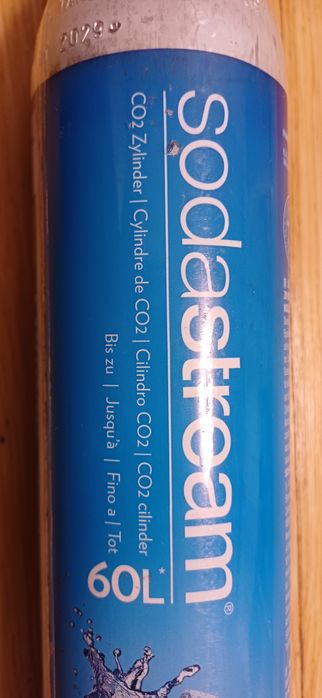 2029
sodastream®
CO2 Zylinder | Cylindre de CO2 | Cilindro CO2 | CO2 cilinder
Bis zu | Jusqu'à | Fino a | Tot
60L*